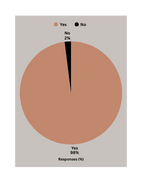 Yes No
No
2%
Yes
98%
Responses (%)